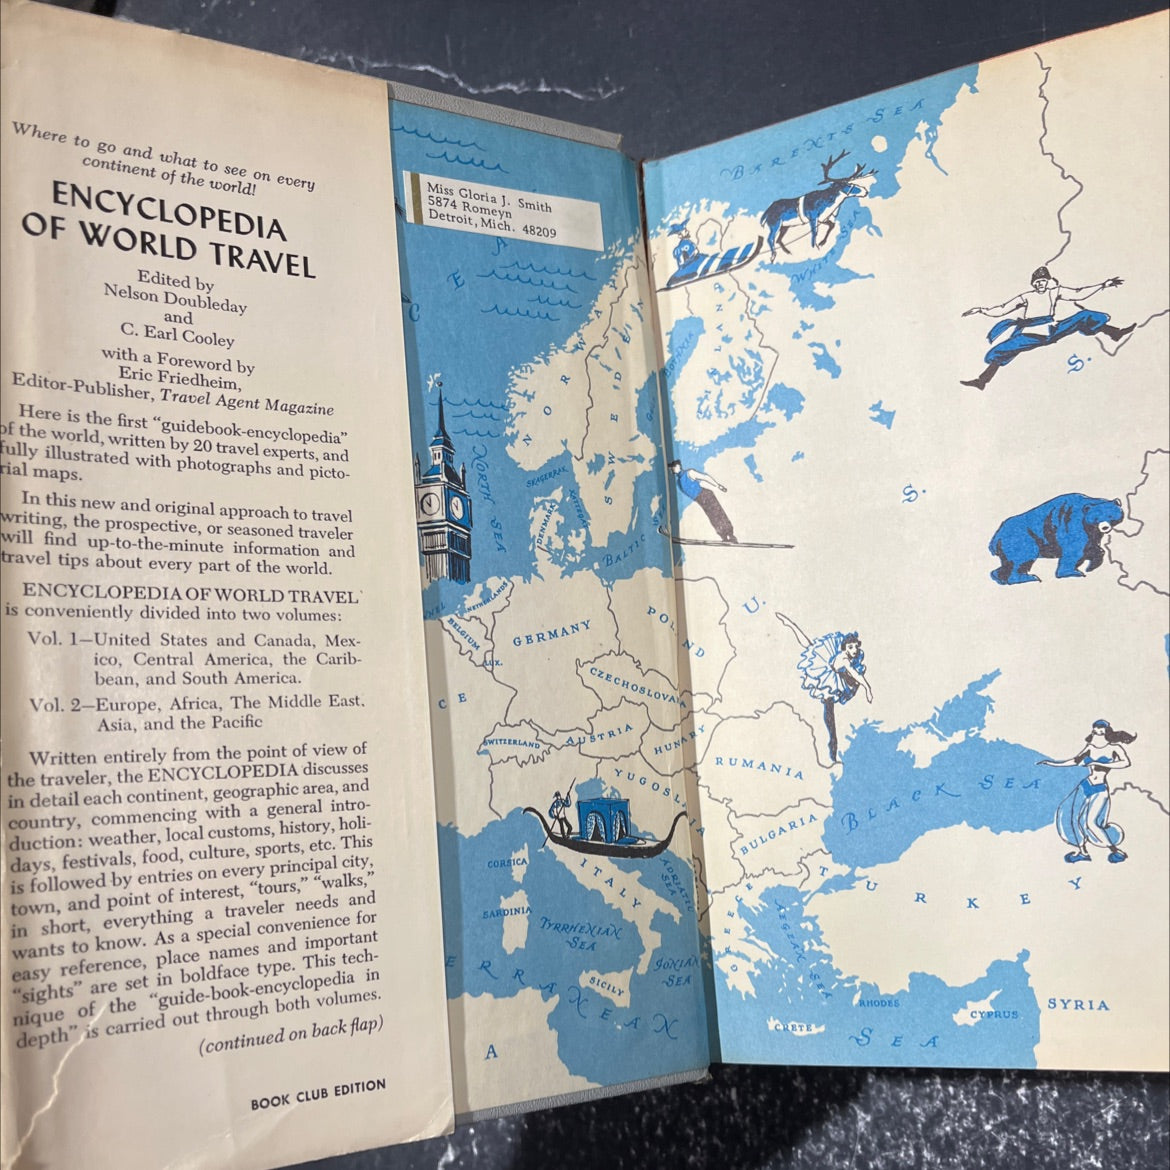 Where to go and what to see on every
continent of the world!
ENCYCLOPEDIA
OF WORLD TRAVEL
Edited by
Nelson Doubleday
and
C. Earl Cooley
with a Foreword by
Eric Friedheim,
Editor-Publisher, Travel Agent Magazine
Here is the first “guidebook-encyclopedia”
of the world, written by 20 travel experts, and
fully illustrated with photographs and picto-
rial maps.
In this new and original approach to travel
writing, the prospective, or seasoned traveler
will find up-to-the-minute information and
travel tips about every part of the world.
ENCYCLOPEDIA OF WORLD TRAVEL
is conveniently divided into two volumes:
Vol. 1—United States and Canada, Mex-
ico, Central America, the Carib-
bean, and South America.
Vol. 2—Europe, Africa, The Middle East,
Asia, and the Pacific
Written entirely from the point of view of
the traveler, the ENCYCLOPEDIA discusses
in detail each continent, geographic area, and
country, commencing with a general intro-
duction: weather, local customs, history, holi-
days, festivals, food, culture, sports, etc. This
is followed by entries on every principal city,
town, and point of interest, “tours,” “walks,”
in short, everything a traveler needs and
wants to know. As a special convenience for
easy reference, place names and important
“sights” are set in boldface type. This tech-
nique of the “guide-book-encyclopedia in
depth” is carried out through both volumes.
(continued on back flap)
BOOK CLUB EDITION
Miss Gloria J. Smith
5874 Romeyn
Detroit, Mich. 48209
NORTH SEA
NORWAY
SWEDEN
SKAGERRAK
KATTEGAT
DENMARK
BALTIC
NETHERLANDS
BELGIUM
LUX.
GERMANY
POLAND
CZECHOSLOVAKIA
C E
SWITZERLAND
AUSTRIA
HUNGARY
YUGOSLAVIA
CORSICA
ITALY
ADRIATIC SEA
SARDINIA
TYRRHENIAN
SEA
IONIAN
SEA
SICILY
E R R A N E A N
A
BARENTS SEA
WHITE SEA
BOTHNIA
U. S. S.
RUMANIA
BULGARIA
BLACK SEA
TURKEY
GREECE
AEGEAN SEA
RHODES
CYPRUS
SYRIA
CRETE
SEA